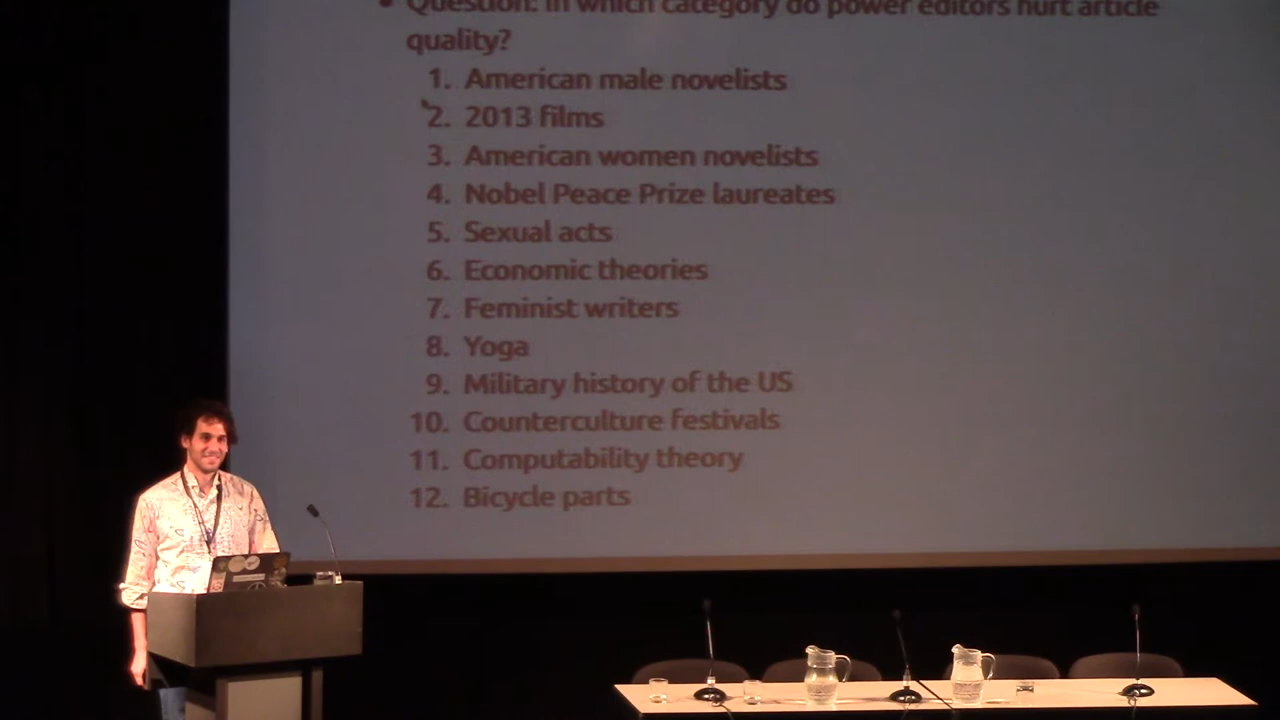 • Question: In which category do power editors hurt article
quality?
1. American male novelists
2. 2013 films
3. American women novelists
4. Nobel Peace Prize laureates
5. Sexual acts
6. Economic theories
7. Feminist writers
8. Yoga
9. Military history of the US
10. Counterculture festivals
11. Computability theory
12. Bicycle parts